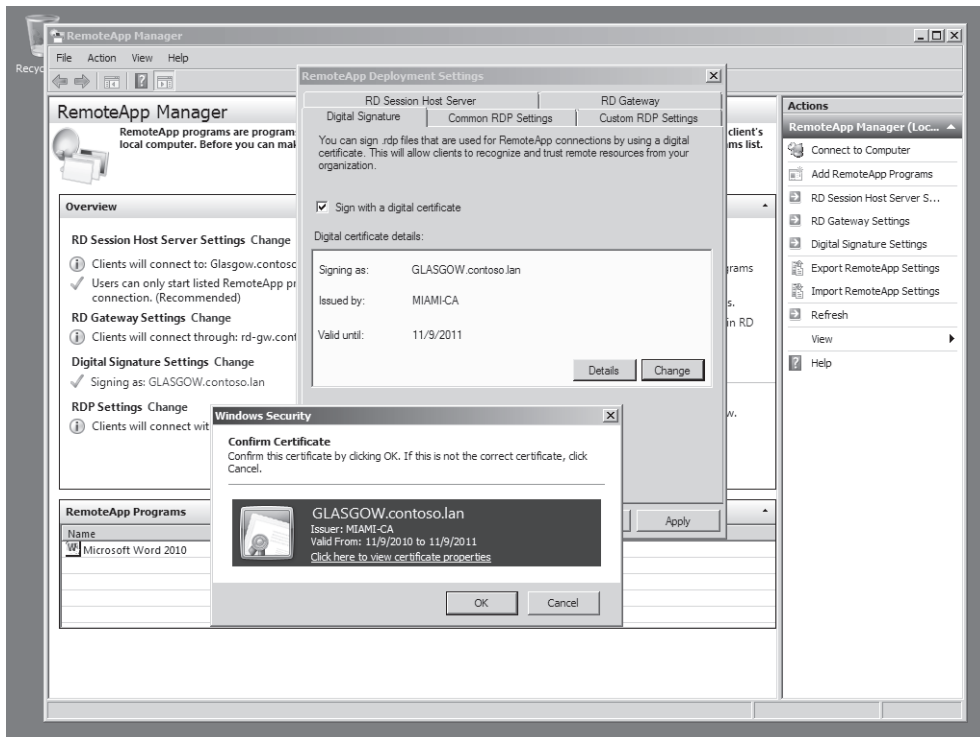 Recyc
RemoteApp Manager
File Action View Help
RemoteApp Manager
RemoteApp programs are program
local computer. Before you can mak
client's
ms list.
Overview
RD Session Host Server Settings Change
Clients will connect to: Glasgow.contosc
Users can only start listed RemoteApp pr
connection. (Recommended)
RD Gateway Settings Change
Clients will connect through: rd-gw.cont
Digital Signature Settings Change
Signing as: GLASGOW.contoso.lan
RDP Settings Change
Clients will connect wit
rams
s.
in RD
w.
RemoteApp Programs
Name
Microsoft Word 2010
RemoteApp Deployment Settings
RD Session Host Server RD Gateway
Digital Signature Common RDP Settings Custom RDP Settings
You can sign .rdp files that are used for RemoteApp connections by using a digital
certificate. This will allow clients to recognize and trust remote resources from your
organization.
Sign with a digital certificate
Digital certificate details:
Signing as: GLASGOW.contoso.lan
Issued by: MIAMI-CA
Valid until: 11/9/2011
Details Change
Apply
Windows Security
Confirm Certificate
Confirm this certificate by clicking OK. If this is not the correct certificate, click
Cancel.
GLASGOW.contoso.lan
Issuer: MIAMI-CA
Valid From: 11/9/2010 to 11/9/2011
Click here to view certificate properties
OK Cancel
Actions
RemoteApp Manager (Loc...
Connect to Computer
Add RemoteApp Programs
RD Session Host Server S...
RD Gateway Settings
Digital Signature Settings
Export RemoteApp Settings
Import RemoteApp Settings
Refresh
View
Help